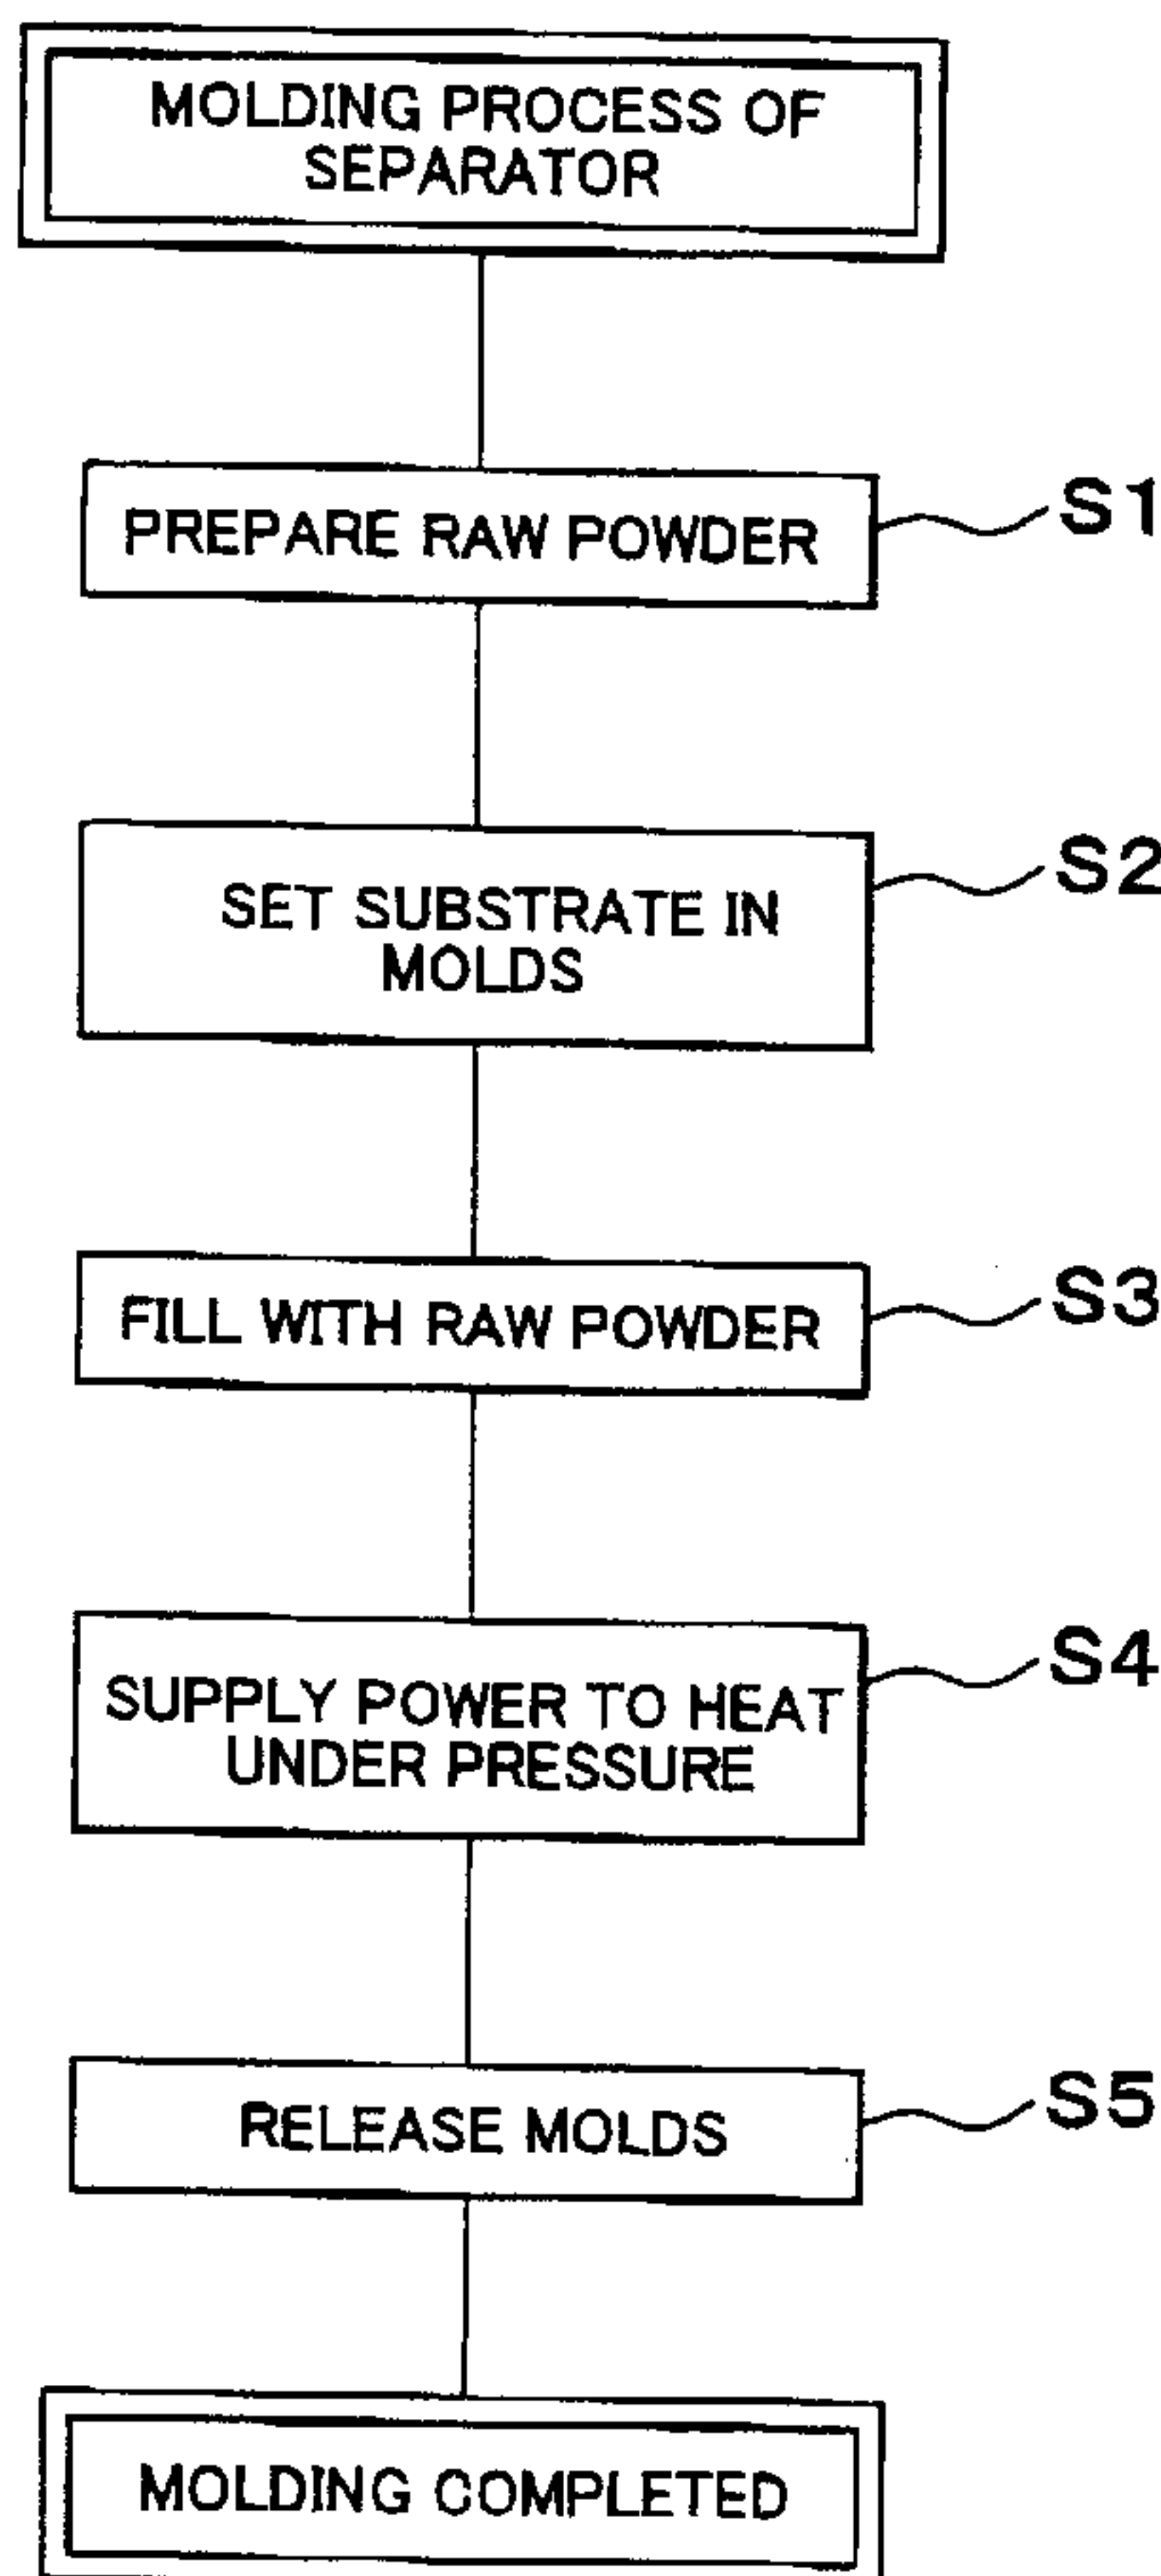 MOLDING PROCESS OF
SEPARATOR
PREPARE RAW POWDER
S1
SET SUBSTRATE IN
MOLDS
S2
FILL WITH RAW POWDER
S3
SUPPLY POWER TO HEAT
UNDER PRESSURE
S4
RELEASE MOLDS
S5
MOLDING COMPLETED